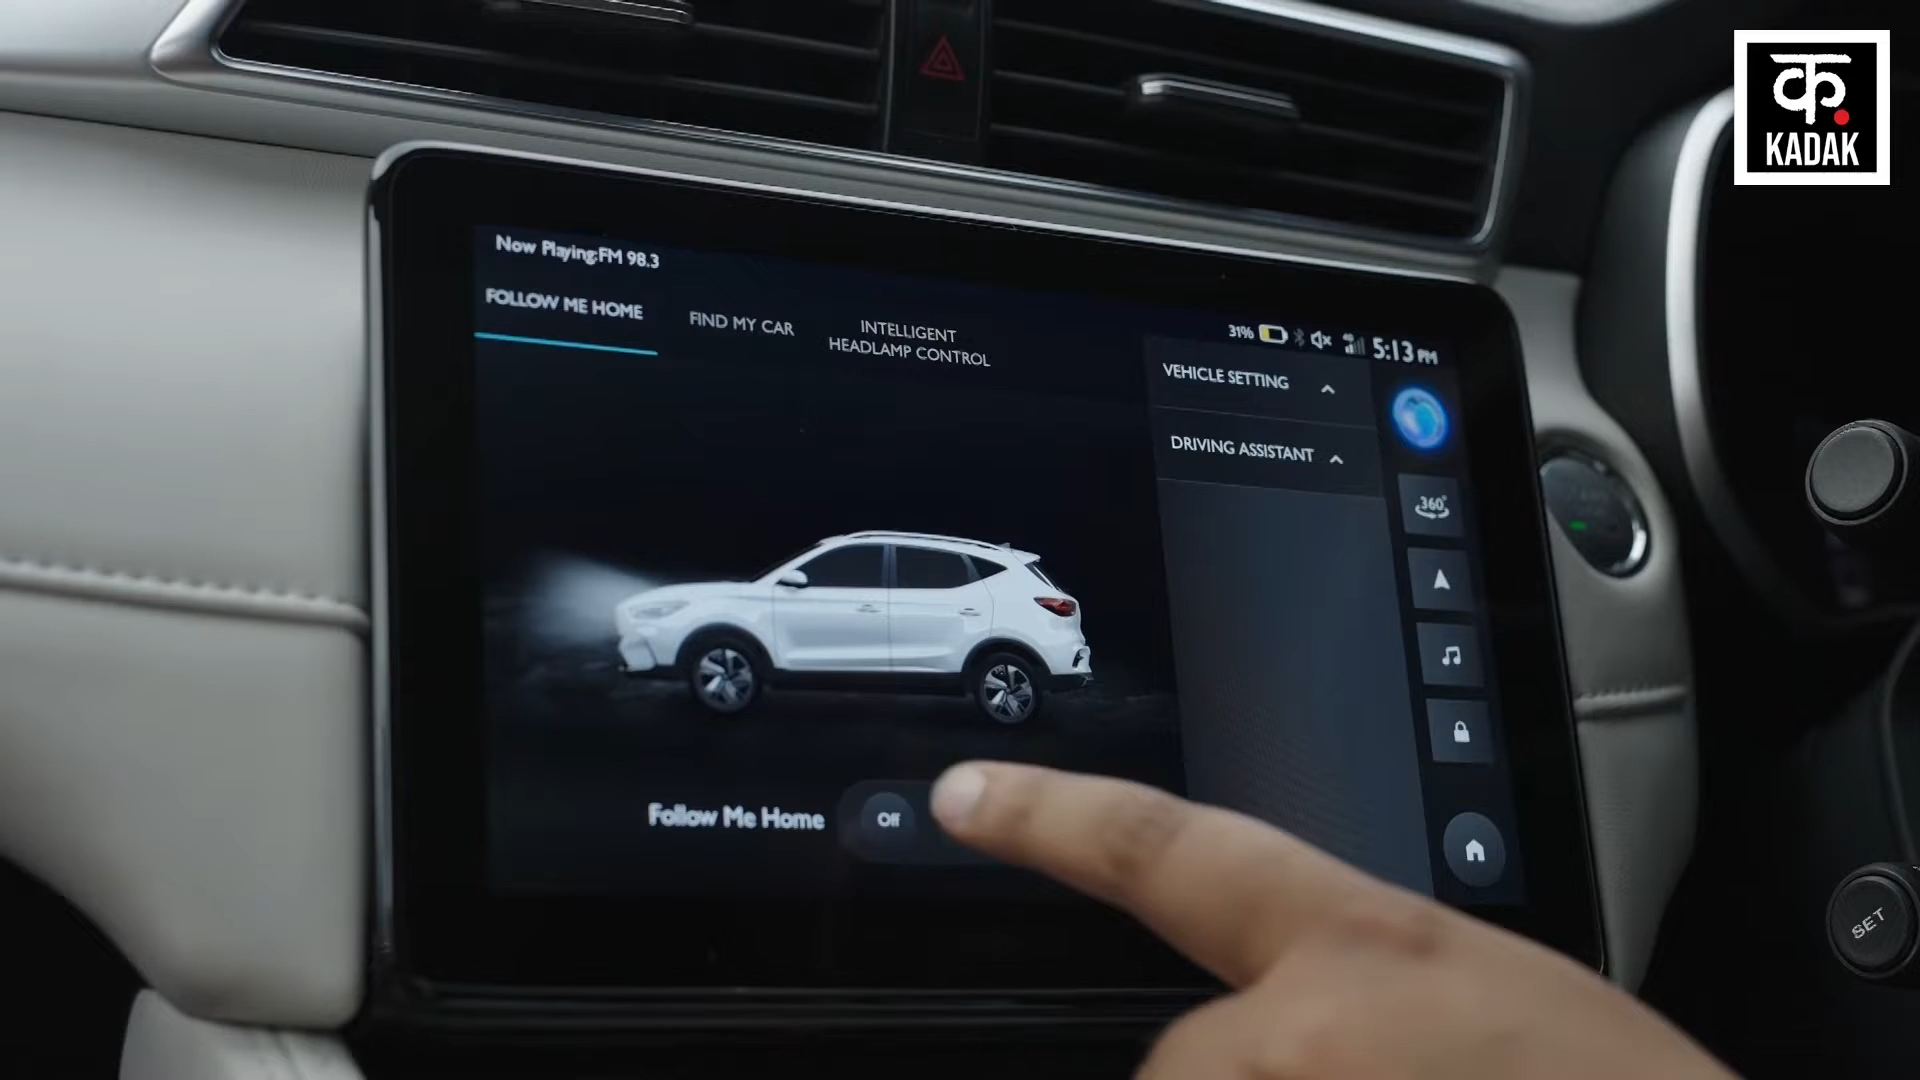 क
KADAK
Now Playing:FM 98.3
FOLLOW ME HOME
FIND MY CAR
INTELLIGENT
HEADLAMP CONTROL
31%
5:13 PM
VEHICLE SETTING
DRIVING ASSISTANT
360°
Follow Me Home
Off
SET